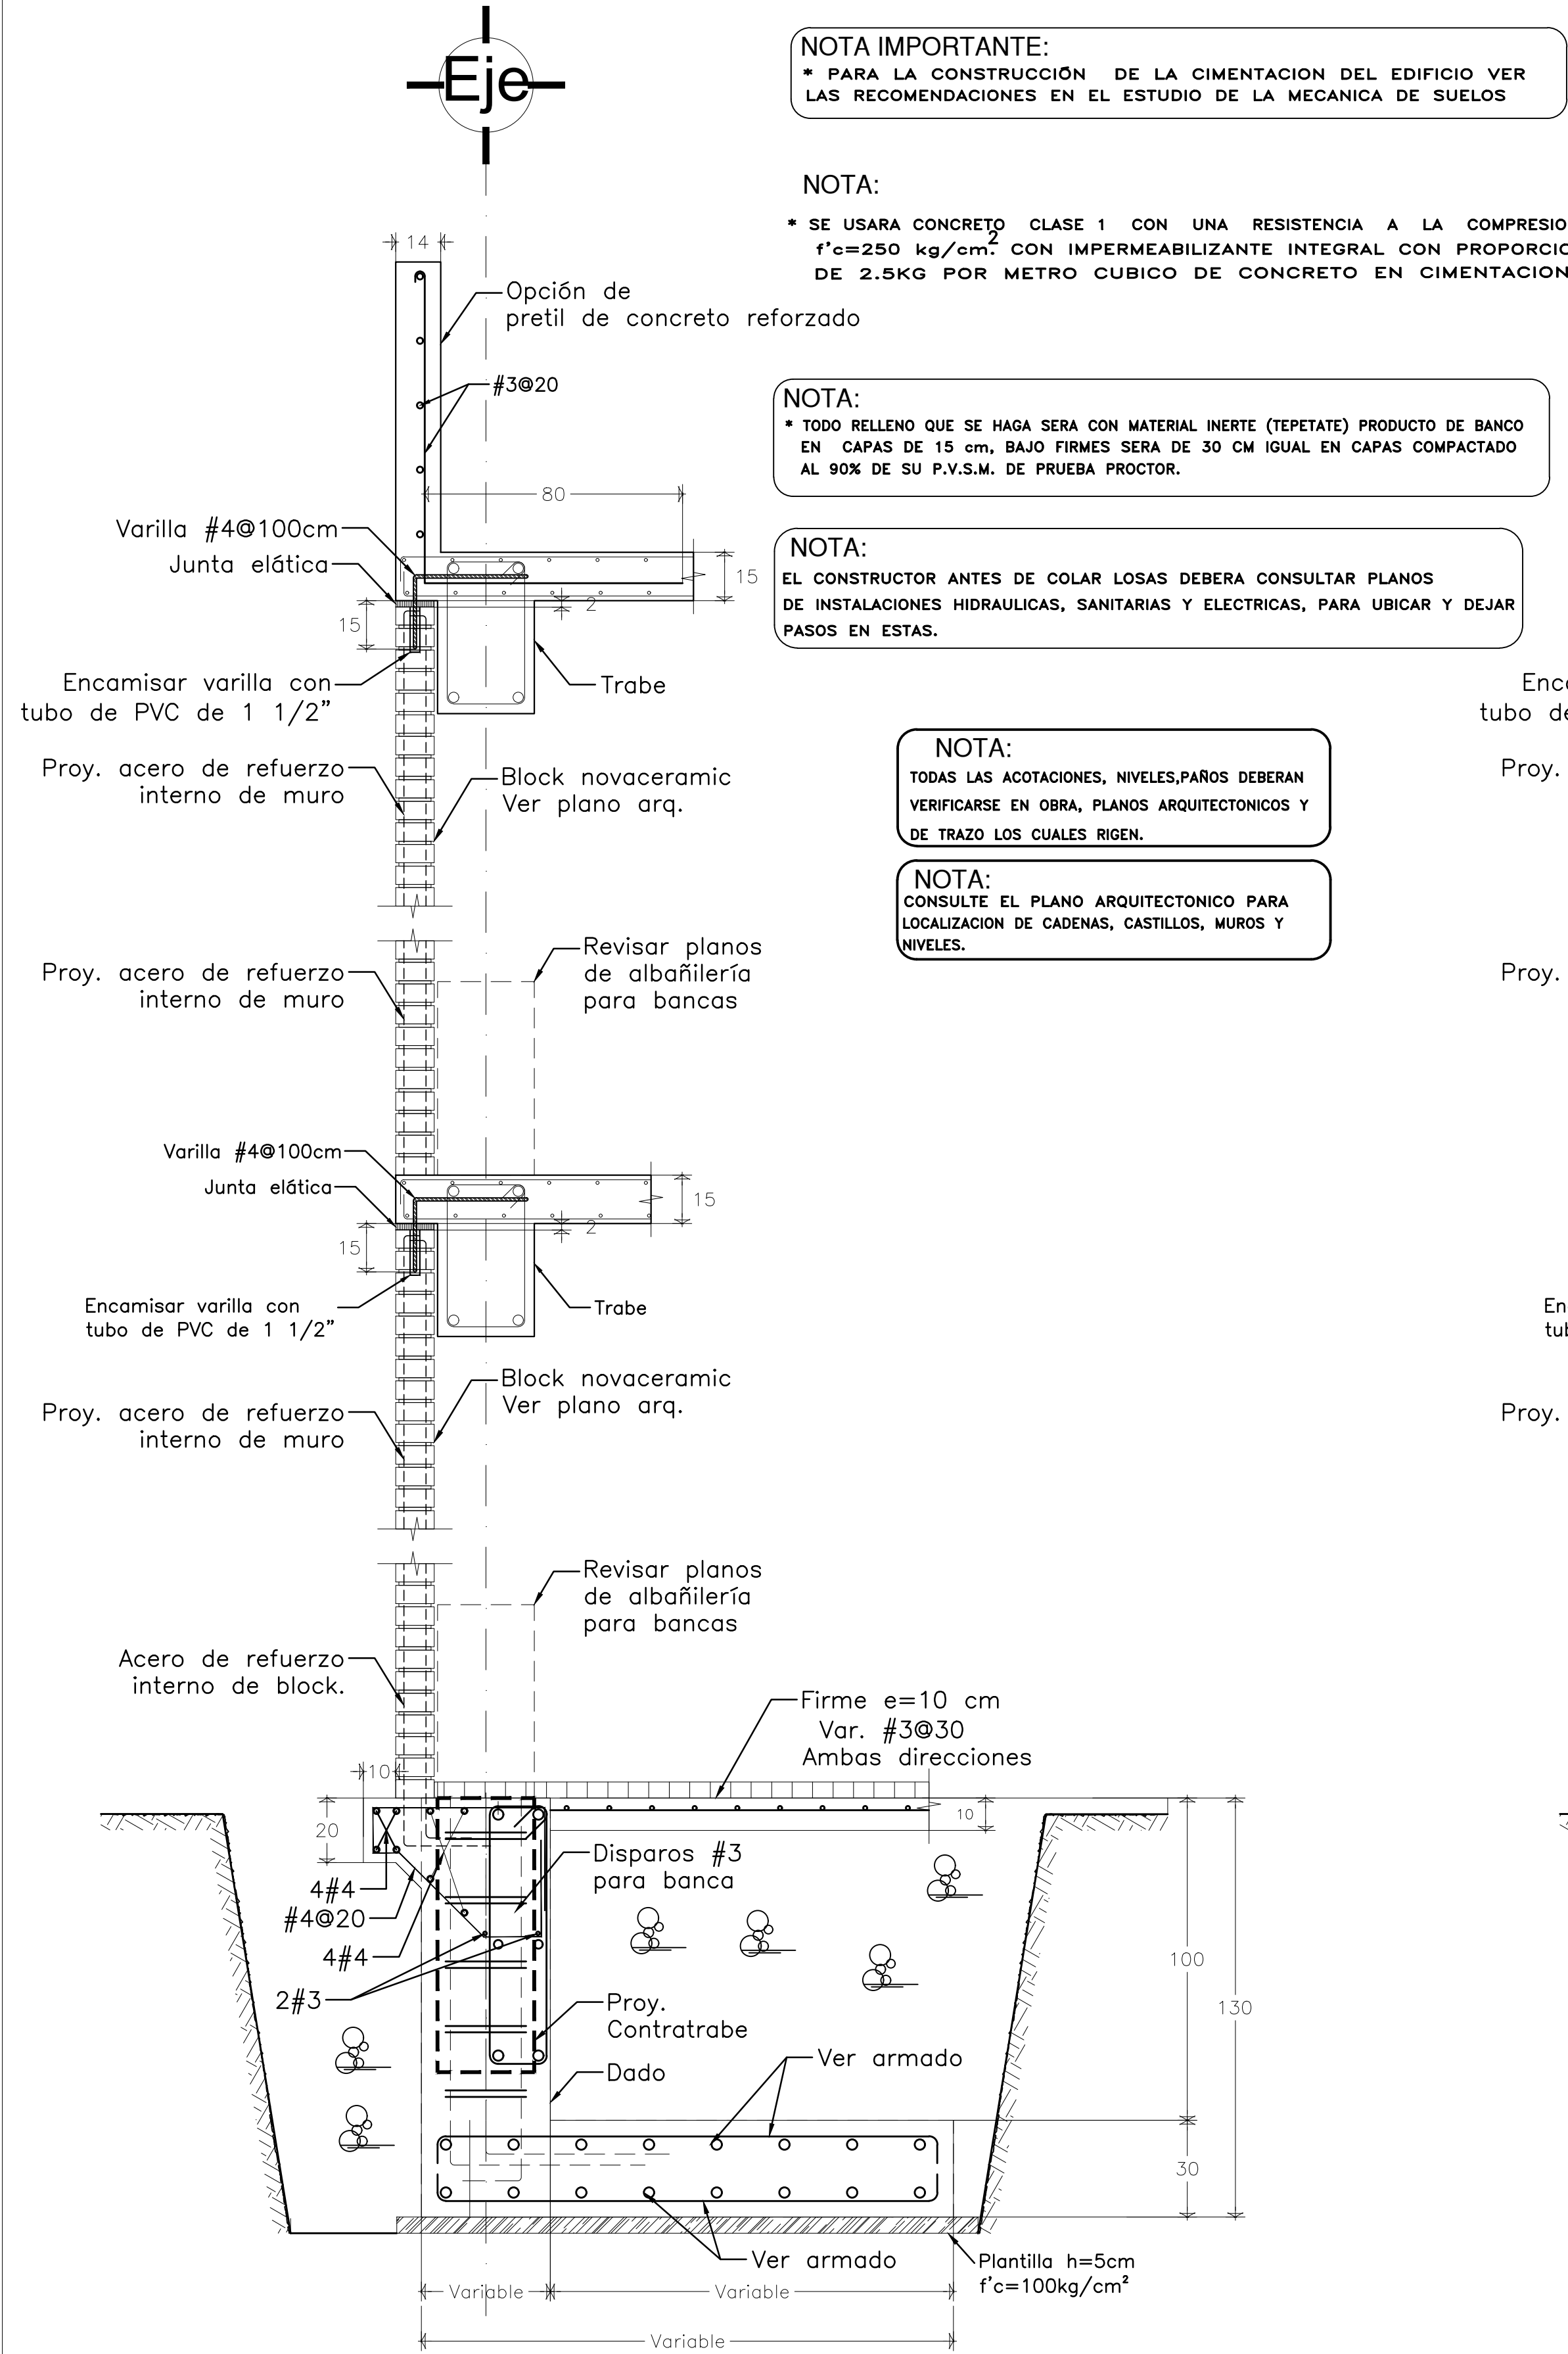 Eje
NOTA IMPORTANTE:
* PARA LA CONSTRUCCIÓN DE LA CIMENTACION DEL EDIFICIO VER
LAS RECOMENDACIONES EN EL ESTUDIO DE LA MECANICA DE SUELOS
NOTA:
* SE USARA CONCRETO CLASE 1 CON UNA RESISTENCIA A LA COMPRESIO
f'c=250 kg/cm.² CON IMPERMEABILIZANTE INTEGRAL CON PROPORCIO
DE 2.5KG POR METRO CUBICO DE CONCRETO EN CIMENTACION
14
Opción de
pretil de concreto reforzado
#3@20
NOTA:
* TODO RELLENO QUE SE HAGA SERA CON MATERIAL INERTE (TEPETATE) PRODUCTO DE BANCO
EN CAPAS DE 15 cm, BAJO FIRMES SERA DE 30 CM IGUAL EN CAPAS COMPACTADO
AL 90% DE SU P.V.S.M. DE PRUEBA PROCTOR.
80
Varilla #4@100cm
Junta elática
15
2
15
NOTA:
EL CONSTRUCTOR ANTES DE COLAR LOSAS DEBERA CONSULTAR PLANOS
DE INSTALACIONES HIDRAULICAS, SANITARIAS Y ELECTRICAS, PARA UBICAR Y DEJAR
PASOS EN ESTAS.
Encamisar varilla con
tubo de PVC de 1 1/2"
Trabe
Enc
tubo de
Proy. acero de refuerzo
interno de muro
Block novaceramic
Ver plano arq.
NOTA:
TODAS LAS ACOTACIONES, NIVELES,PAÑOS DEBERAN
VERIFICARSE EN OBRA, PLANOS ARQUITECTONICOS Y
DE TRAZO LOS CUALES RIGEN.
Proy.
NOTA:
CONSULTE EL PLANO ARQUITECTONICO PARA
LOCALIZACION DE CADENAS, CASTILLOS, MUROS Y
NIVELES.
Proy. acero de refuerzo
interno de muro
Revisar planos
de albañilería
para bancas
Proy.
Varilla #4@100cm
Junta elática
15
2
15
Encamisar varilla con
tubo de PVC de 1 1/2"
Trabe
En
tub
Block novaceramic
Ver plano arq.
Proy. acero de refuerzo
interno de muro
Proy.
Revisar planos
de albañilería
para bancas
Acero de refuerzo
interno de block.
Firme e=10 cm
Var. #3@30
Ambas direcciones
10
20
10
Disparos #3
para banca
4#4
#4@20
4#4
2#3
100
130
Proy.
Contratrabe
Ver armado
Dado
30
Ver armado
Plantilla h=5cm
f'c=100kg/cm²
Variable
Variable
Variable